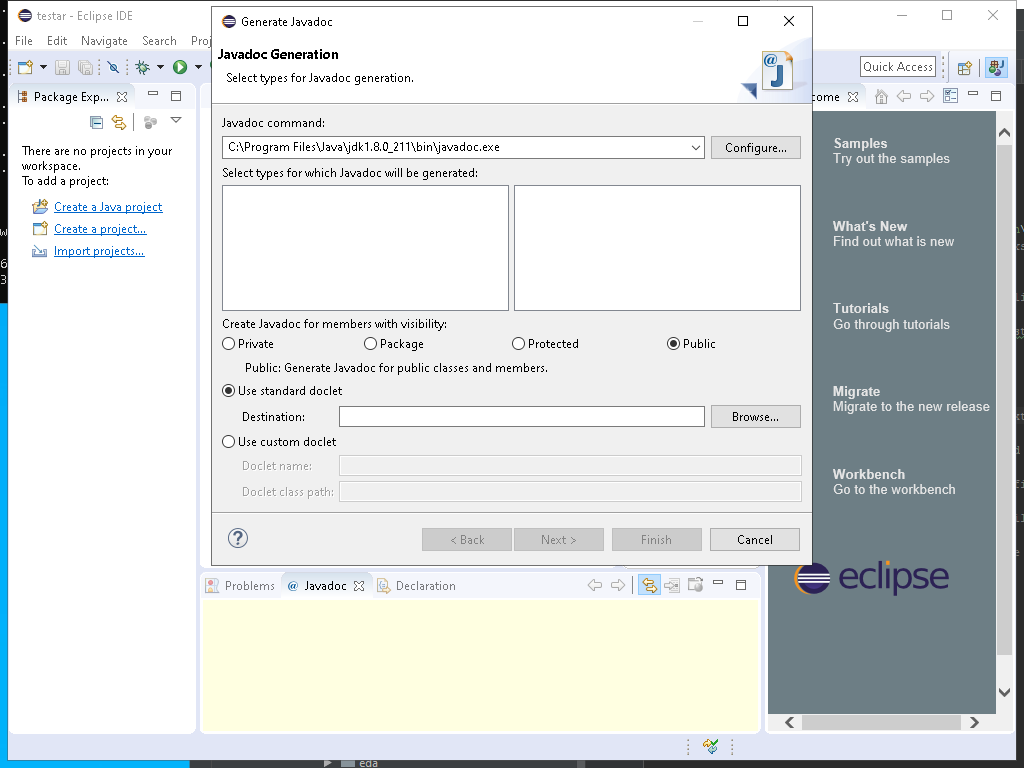 testar - Eclipse IDE
File Edit Navigate Search Proj
Quick Access
Package Exp...
There are no projects in your
workspace.
To add a project:
Create a Java project
Create a project...
Import projects...
Generate Javadoc
Javadoc Generation
Select types for Javadoc generation.
Javadoc command:
C:\Program Files\Java\jdk1.8.0_211\bin\javadoc.exe
Configure...
Select types for which Javadoc will be generated:
Create Javadoc for members with visibility:
Private Package Protected Public
Public: Generate Javadoc for public classes and members.
Use standard doclet
Destination:
Browse...
Use custom doclet
Doclet name:
Doclet class path:
< Back Next > Finish Cancel
ome
Samples
Try out the samples
What's New
Find out what is new
Tutorials
Go through tutorials
Migrate
Migrate to the new release
Workbench
Go to the workbench
eclipse
Problems @ Javadoc Declaration
eda